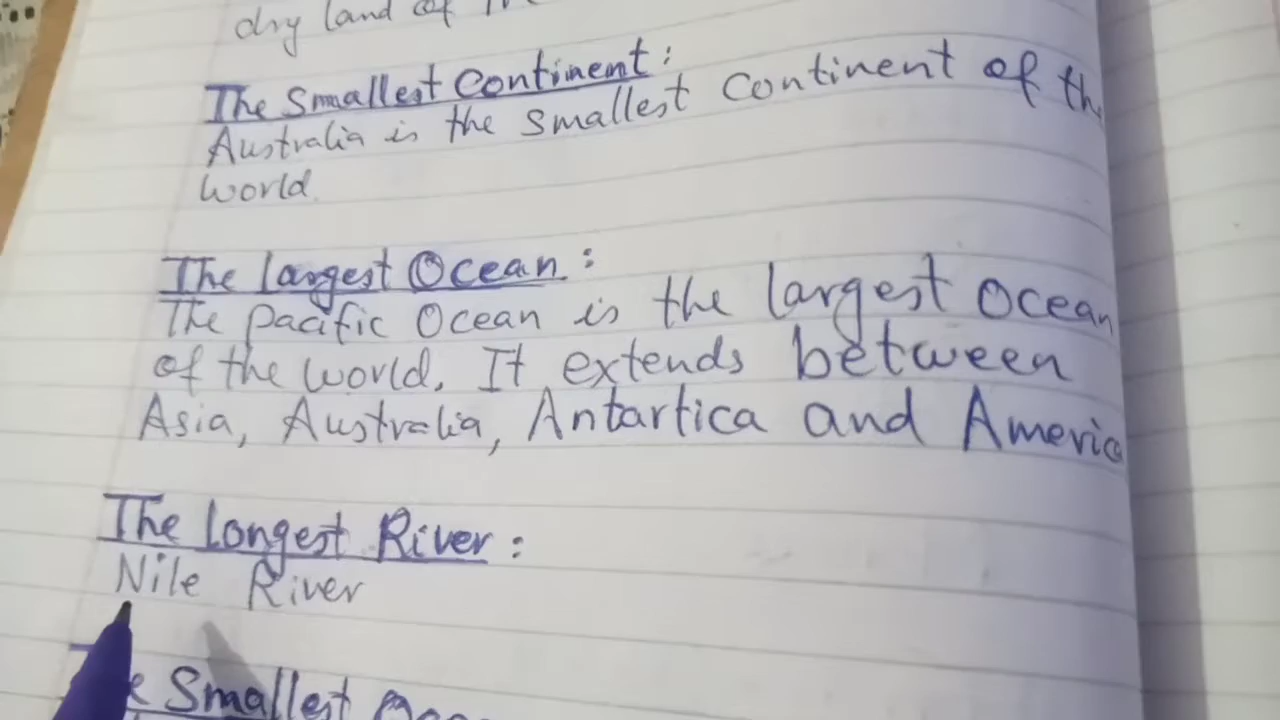 dry land of
The Smallest Continent:
Australia is the smallest continent of the
world.
The largest Ocean:
The pacific Ocean is the largest Ocean
of the world. It extends between
Asia, Australia, Antartica and America
The Longest River:
Nile River
Smallest